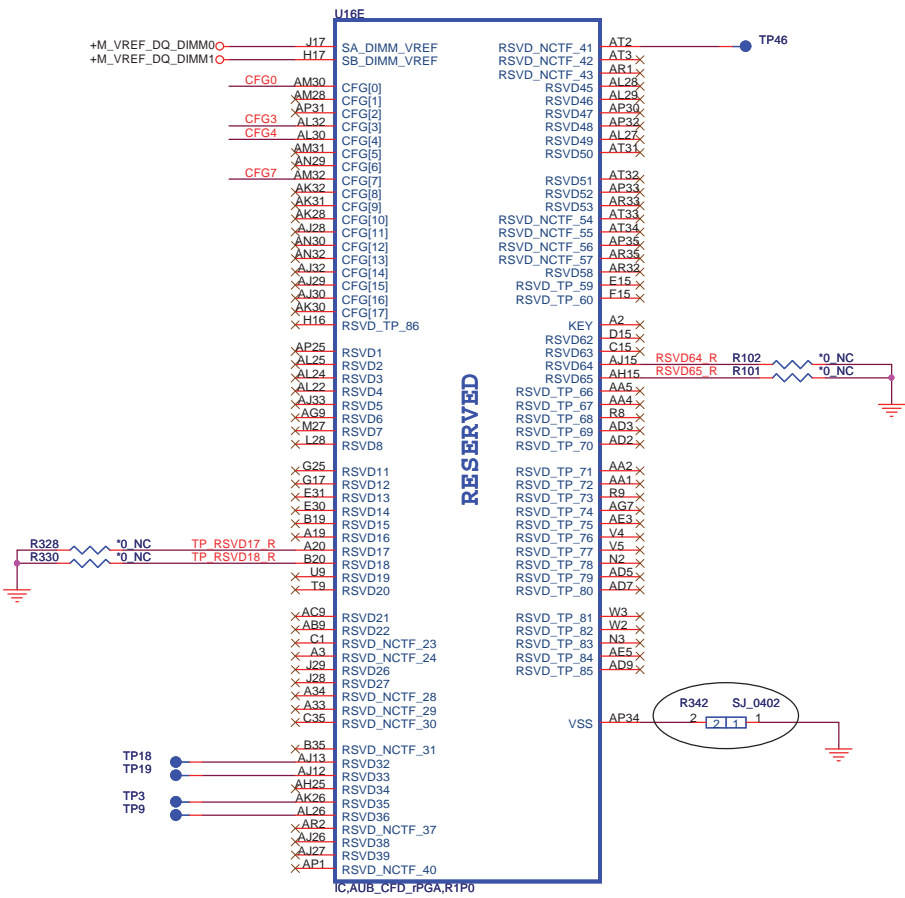 U16E
+M_VREF_DQ_DIMM0 J17 SA_DIMM_VREF
+M_VREF_DQ_DIMM1 H17 SB_DIMM_VREF
CFG0 AM30 CFG[0]
AM28 CFG[1]
AP31 CFG[2]
CFG3 AL32 CFG[3]
CFG4 AL30 CFG[4]
AM31 CFG[5]
AN29 CFG[6]
CFG7 AM32 CFG[7]
AK32 CFG[8]
AK31 CFG[9]
AK28 CFG[10]
AJ28 CFG[11]
AN30 CFG[12]
AN32 CFG[13]
AJ32 CFG[14]
AJ29 CFG[15]
AJ30 CFG[16]
AK30 CFG[17]
H16 RSVD_TP_86
AP25 RSVD1
AL25 RSVD2
AL24 RSVD3
AL22 RSVD4
AJ33 RSVD5
AG9 RSVD6
M27 RSVD7
L28 RSVD8
G25 RSVD11
G17 RSVD12
E31 RSVD13
E30 RSVD14
B19 RSVD15
A19 RSVD16
R328 *0_NC TP_RSVD17_R A20 RSVD17
R330 *0_NC TP_RSVD18_R B20 RSVD18
U9 RSVD19
T9 RSVD20
AC9 RSVD21
AB9 RSVD22
C1 RSVD_NCTF_23
A3 RSVD_NCTF_24
J29 RSVD26
J28 RSVD27
A34 RSVD_NCTF_28
A33 RSVD_NCTF_29
C35 RSVD_NCTF_30
B35 RSVD_NCTF_31
TP18 AJ13 RSVD32
TP19 AJ12 RSVD33
AH25 RSVD34
TP3 AK26 RSVD35
TP9 AL26 RSVD36
AR2 RSVD_NCTF_37
AJ26 RSVD38
AJ27 RSVD39
AP1 RSVD_NCTF_40
RESERVED
RSVD_NCTF_41 AT2 TP46
RSVD_NCTF_42 AT3
RSVD_NCTF_43 AR1
RSVD45 AL28
RSVD46 AL29
RSVD47 AP30
RSVD48 AP32
RSVD49 AL27
RSVD50 AT31
RSVD51 AT32
RSVD52 AP33
RSVD53 AR33
RSVD_NCTF_54 AT33
RSVD_NCTF_55 AT34
RSVD_NCTF_56 AP35
RSVD_NCTF_57 AR35
RSVD58 AR32
RSVD_TP_59 E15
RSVD_TP_60 F15
KEY A2
RSVD62 D15
RSVD63 C15
RSVD64 AJ15 RSVD64_R R102 *0_NC
RSVD65 AH15 RSVD65_R R101 *0_NC
RSVD_TP_66 AA5
RSVD_TP_67 AA4
RSVD_TP_68 R8
RSVD_TP_69 AD3
RSVD_TP_70 AD2
RSVD_TP_71 AA2
RSVD_TP_72 AA1
RSVD_TP_73 R9
RSVD_TP_74 AG7
RSVD_TP_75 AE3
RSVD_TP_76 V4
RSVD_TP_77 V5
RSVD_TP_78 N2
RSVD_TP_79 AD5
RSVD_TP_80 AD7
RSVD_TP_81 W3
RSVD_TP_82 W2
RSVD_TP_83 N3
RSVD_TP_84 AE5
RSVD_TP_85 AD9
R342 SJ_0402
VSS AP34 2 2 1 1
IC,AUB_CFD_rPGA,R1P0